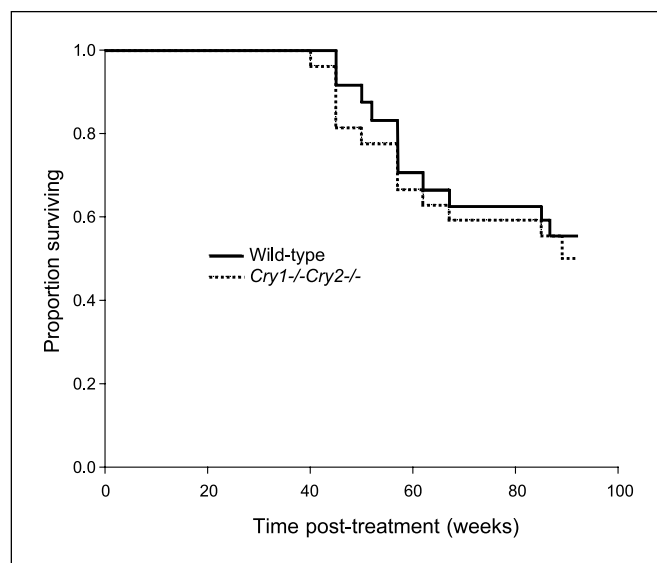 1.0
0.8
0.6
0.4
0.2
0.0
Proportion surviving
Wild-type
Cry1-/-Cry2-/-
0 20 40 60 80 100
Time post-treatment (weeks)